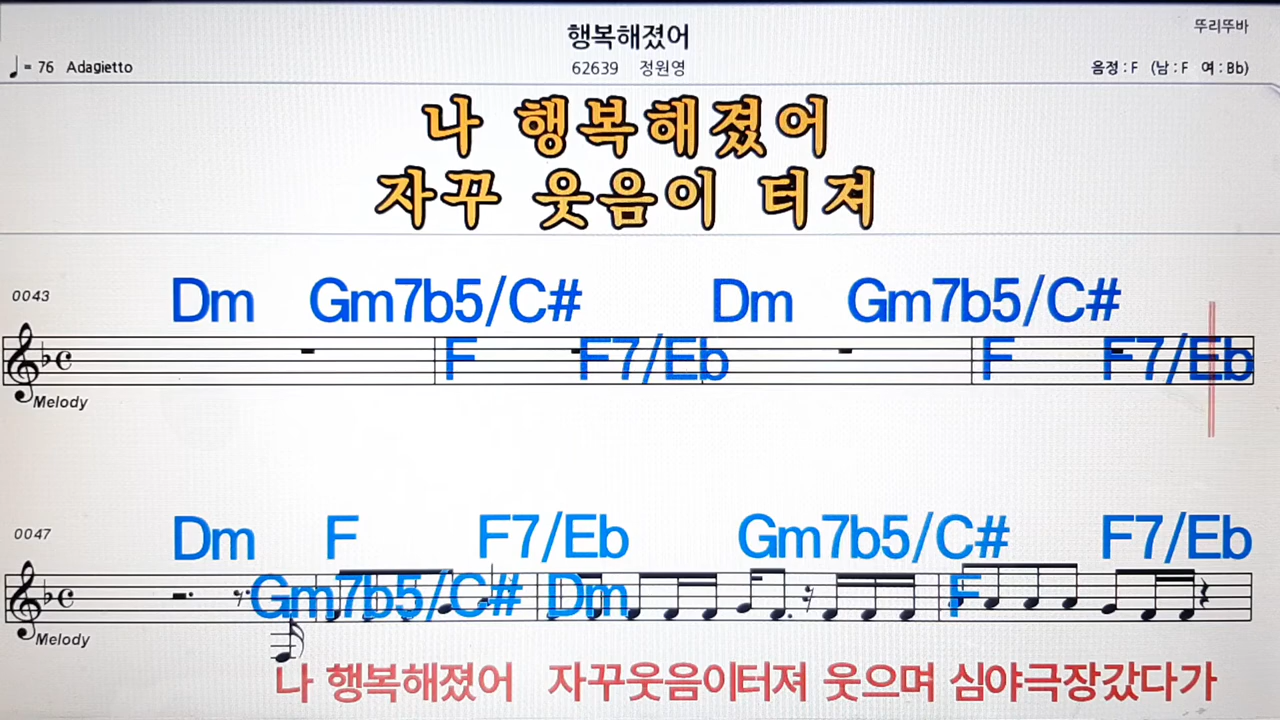 행복해졌어
뚜리뚜바
♩= 76 Adagietto
62639 정원영
음정 : F (남 : F 여 : Bb)
나 행복해졌어
자꾸 웃음이 터져
0043
Dm Gm7b5/C# Dm Gm7b5/C#
F F7/Eb F F7/Eb
Melody
0047
Dm F F7/Eb Gm7b5/C# F7/Eb
Gm7b5/C# Dm F
Melody
나 행복해졌어 자꾸웃음이터져 웃으며 심야극장갔다가